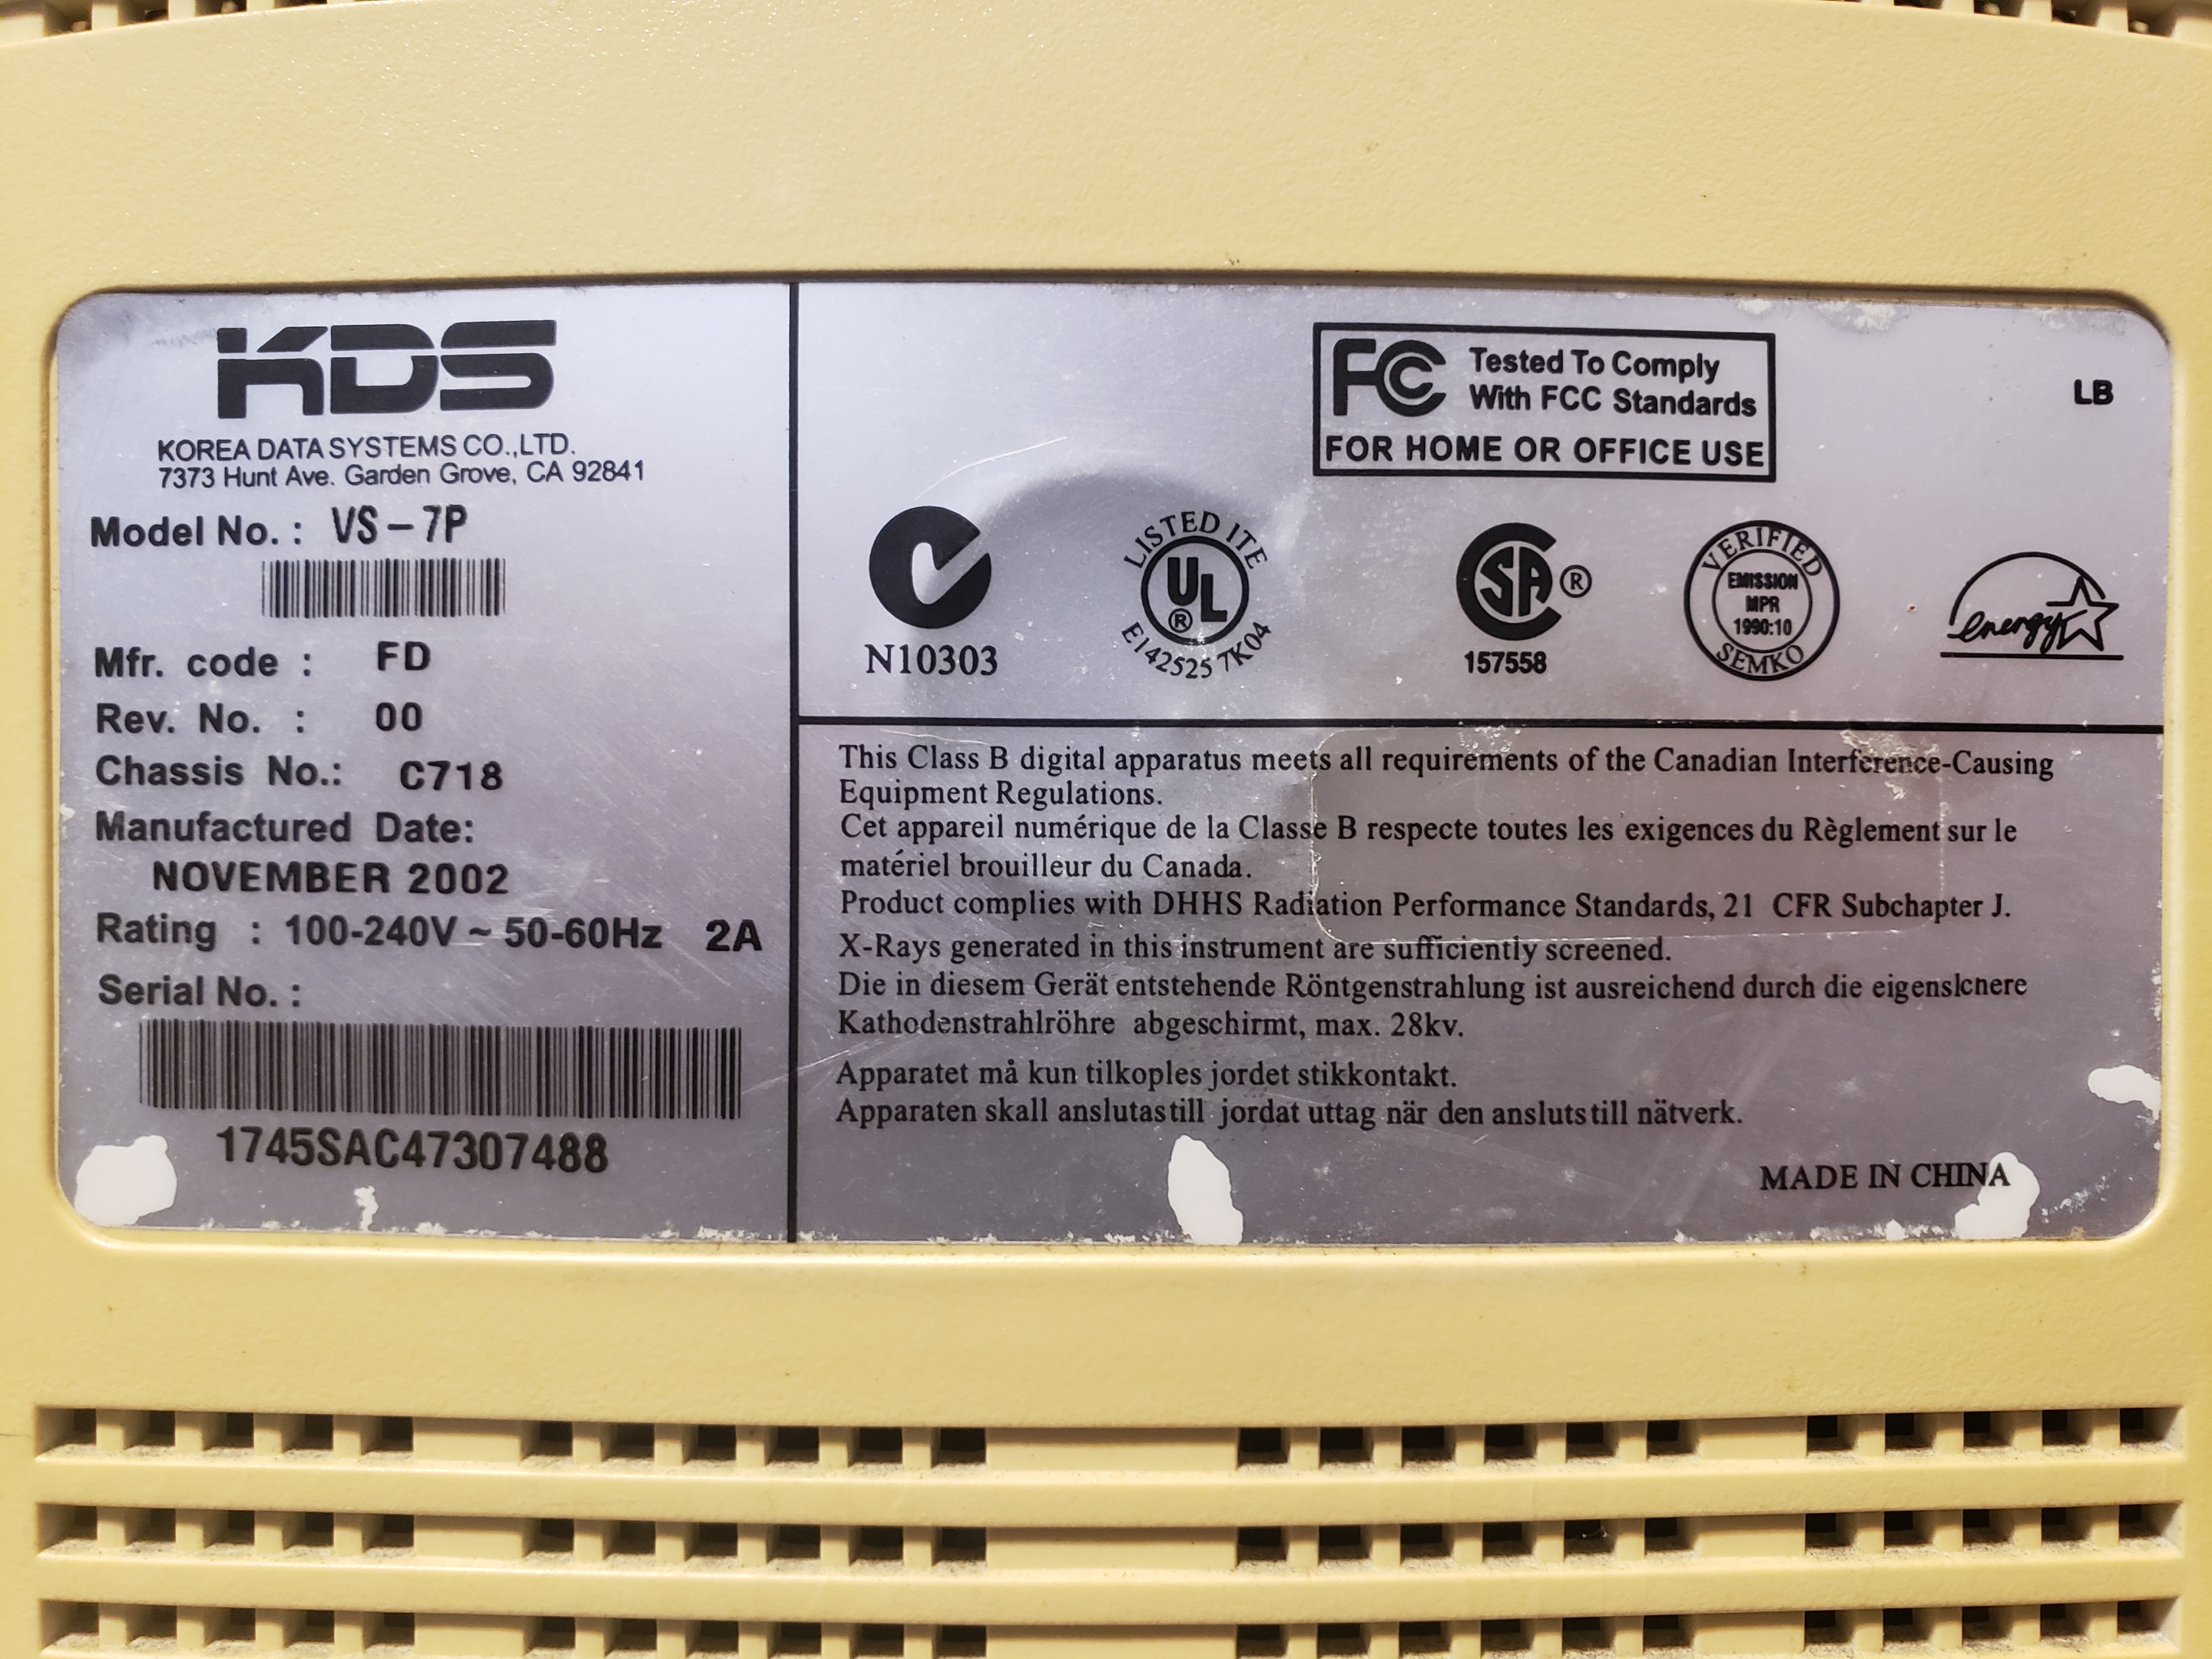 KDS
KOREA DATA SYSTEMS CO.,LTD.
7373 Hunt Ave. Garden Grove, CA 92841
Model No. : VS-7P
Mfr. code : FD
Rev. No. : 00
Chassis No.: C718
Manufactured Date:
NOVEMBER 2002
Rating : 100-240V ~ 50-60Hz 2A
Serial No. :
1745SAC47307488
FC Tested To Comply
With FCC Standards
FOR HOME OR OFFICE USE
LB
N10303
LISTED ITE
UL ®
E142525 7K04
SA ®
157558
VERIFIED
EMISSION
MPR
1990:10
SEMKO
energy
This Class B digital apparatus meets all requirements of the Canadian Interference-Causing
Equipment Regulations.
Cet appareil numérique de la Classe B respecte toutes les exigences du Règlement sur le
matériel brouilleur du Canada.
Product complies with DHHS Radiation Performance Standards, 21 CFR Subchapter J.
X-Rays generated in this instrument are sufficiently screened.
Die in diesem Gerät entstehende Röntgenstrahlung ist ausreichend durch die eigenslcnere
Kathodenstrahlröhre abgeschirmt, max. 28kv.
Apparatet må kun tilkoples jordet stikkontakt.
Apparaten skall anslutastill jordat uttag när den ansluts till nätverk.
MADE IN CHINA